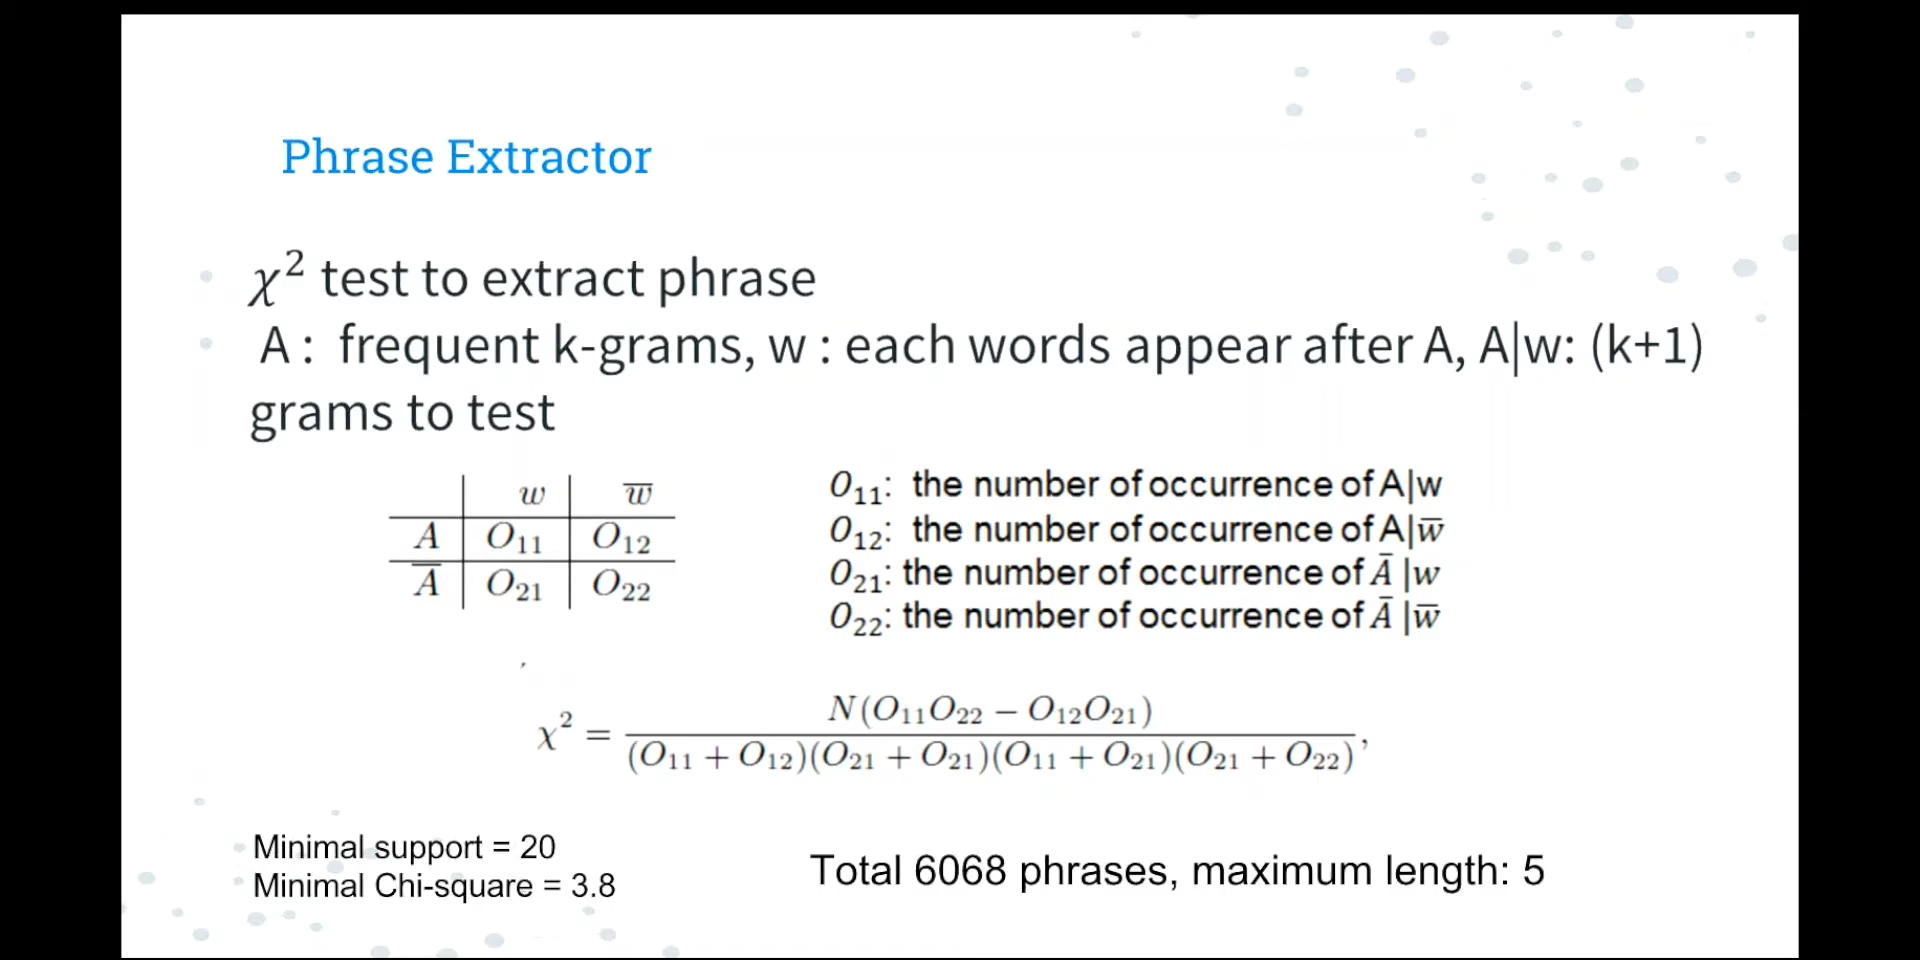 Phrase Extractor
χ² test to extract phrase
A : frequent k-grams, w : each words appear after A, A|w: (k+1)
grams to test
w w̅
A O₁₁ O₁₂
A̅ O₂₁ O₂₂
O₁₁: the number of occurrence of A|w
O₁₂: the number of occurrence of A|w̅
O₂₁: the number of occurrence of A̅ |w
O₂₂: the number of occurrence of A̅ |w̅
χ² = N(O₁₁O₂₂ − O₁₂O₂₁) / (O₁₁ + O₁₂)(O₂₁ + O₂₁)(O₁₁ + O₂₁)(O₂₁ + O₂₂) ,
Minimal support = 20
Minimal Chi-square = 3.8
Total 6068 phrases, maximum length: 5